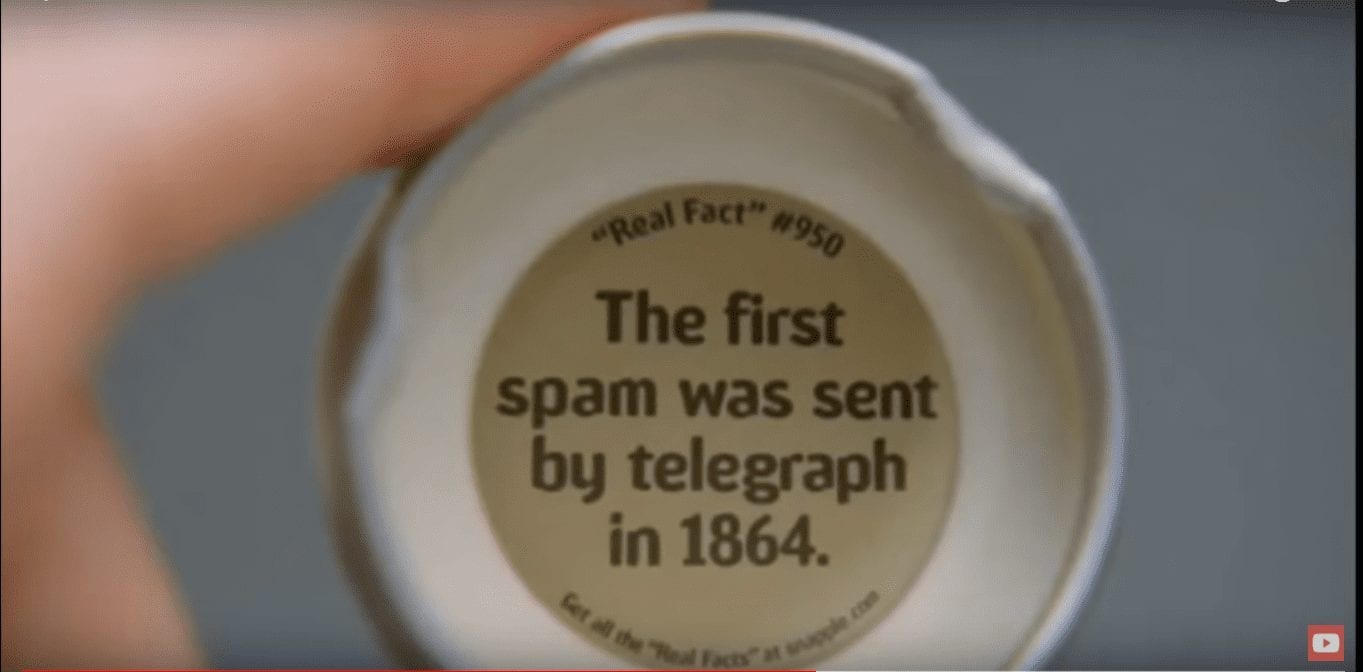 "Real Fact" #950
The first
spam was sent
by telegraph
in 1864.
Get all the "Real Facts" at snapple.com